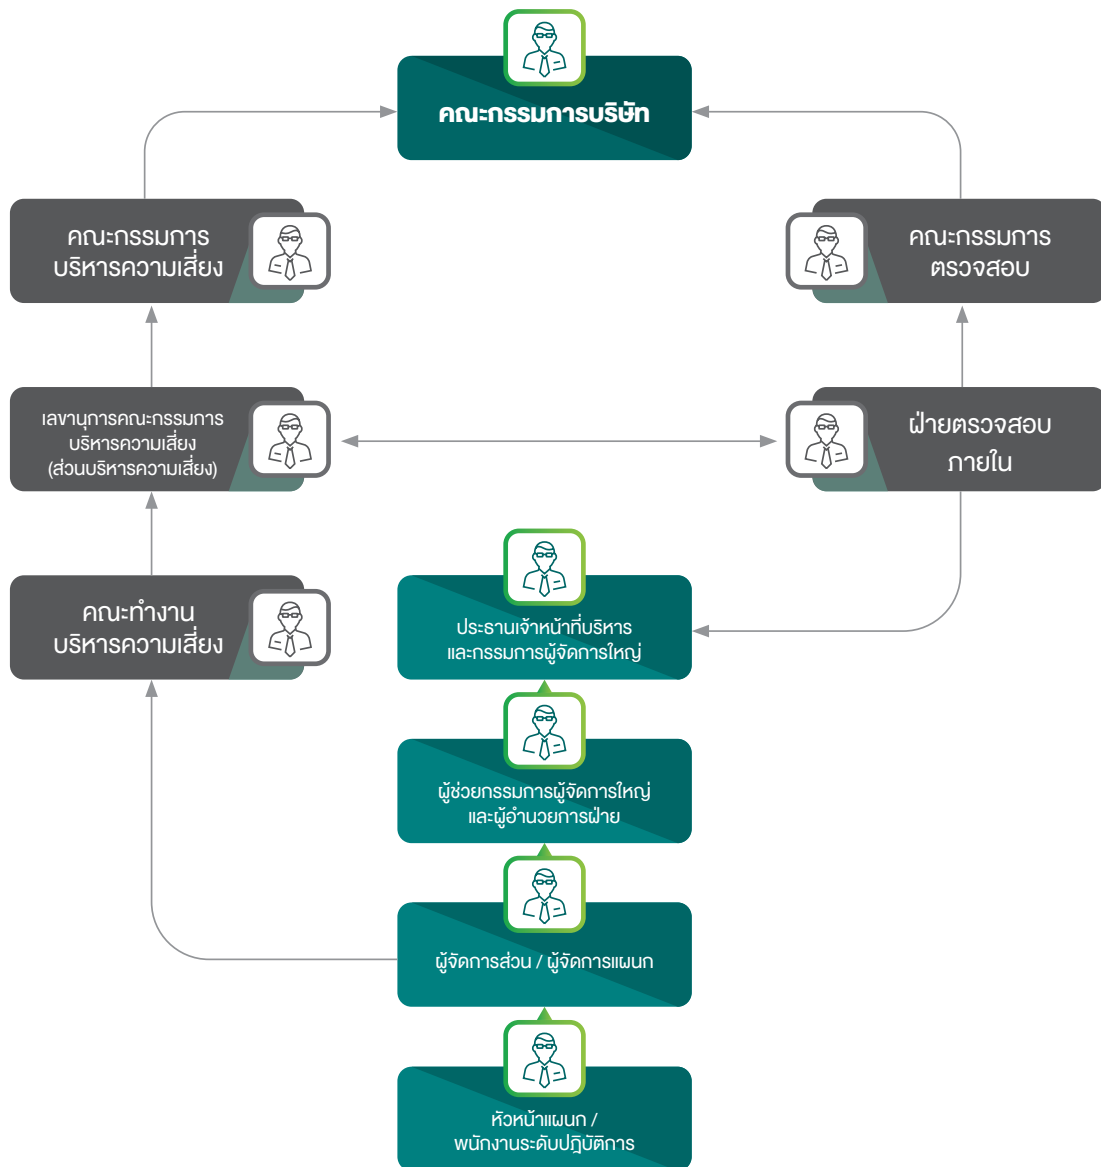 คณะกรรมการบริษัท
คณะกรรมการ
บริหารความเสี่ยง
คณะกรรมการ
ตรวจสอบ
เลขานุการคณะกรรมการ
บริหารความเสี่ยง
(ส่วนบริหารความเสี่ยง)
ฝ่ายตรวจสอบ
ภายใน
คณะทำงาน
บริหารความเสี่ยง
ประธานเจ้าหน้าที่บริหาร
และกรรมการผู้จัดการใหญ่
ผู้ช่วยกรรมการผู้จัดการใหญ่
และผู้อำนวยการฝ่าย
ผู้จัดการส่วน / ผู้จัดการแผนก
หัวหน้าแผนก /
พนักงานระดับปฏิบัติการ